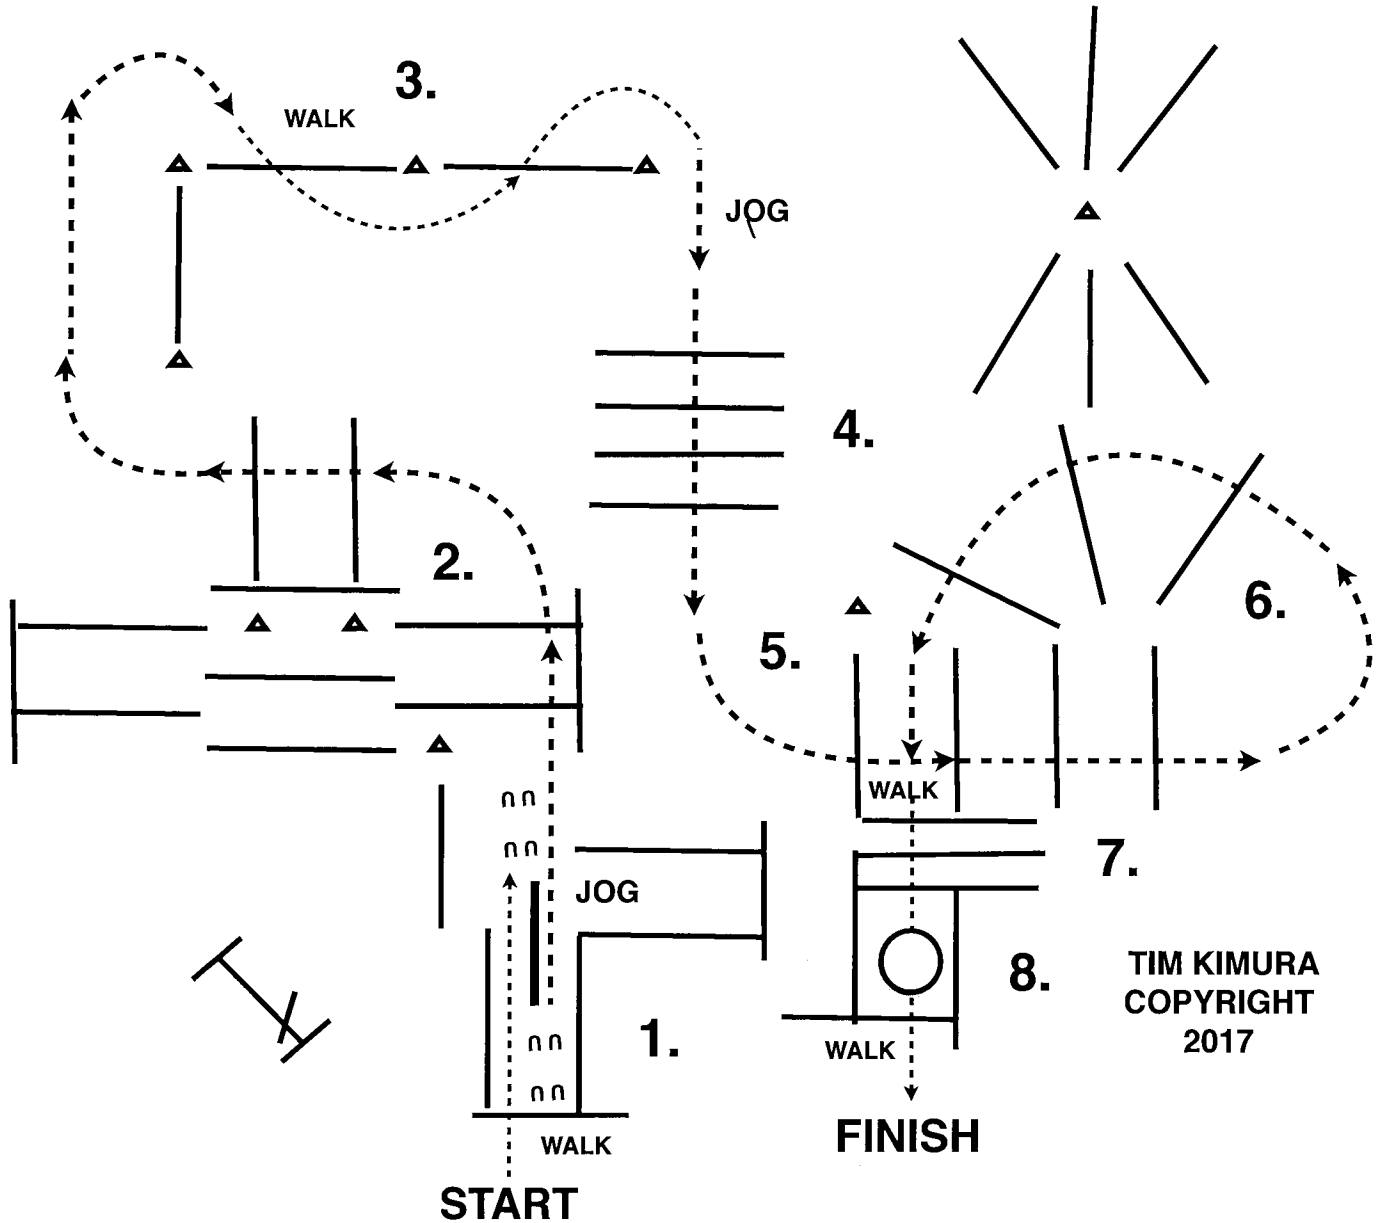 3.
WALK
JOG
4.
2.
5.
6.
WALK
7.
JOG
8.
TIM KIMURA
COPYRIGHT
2017
1.
WALK
FINISH
WALK
START